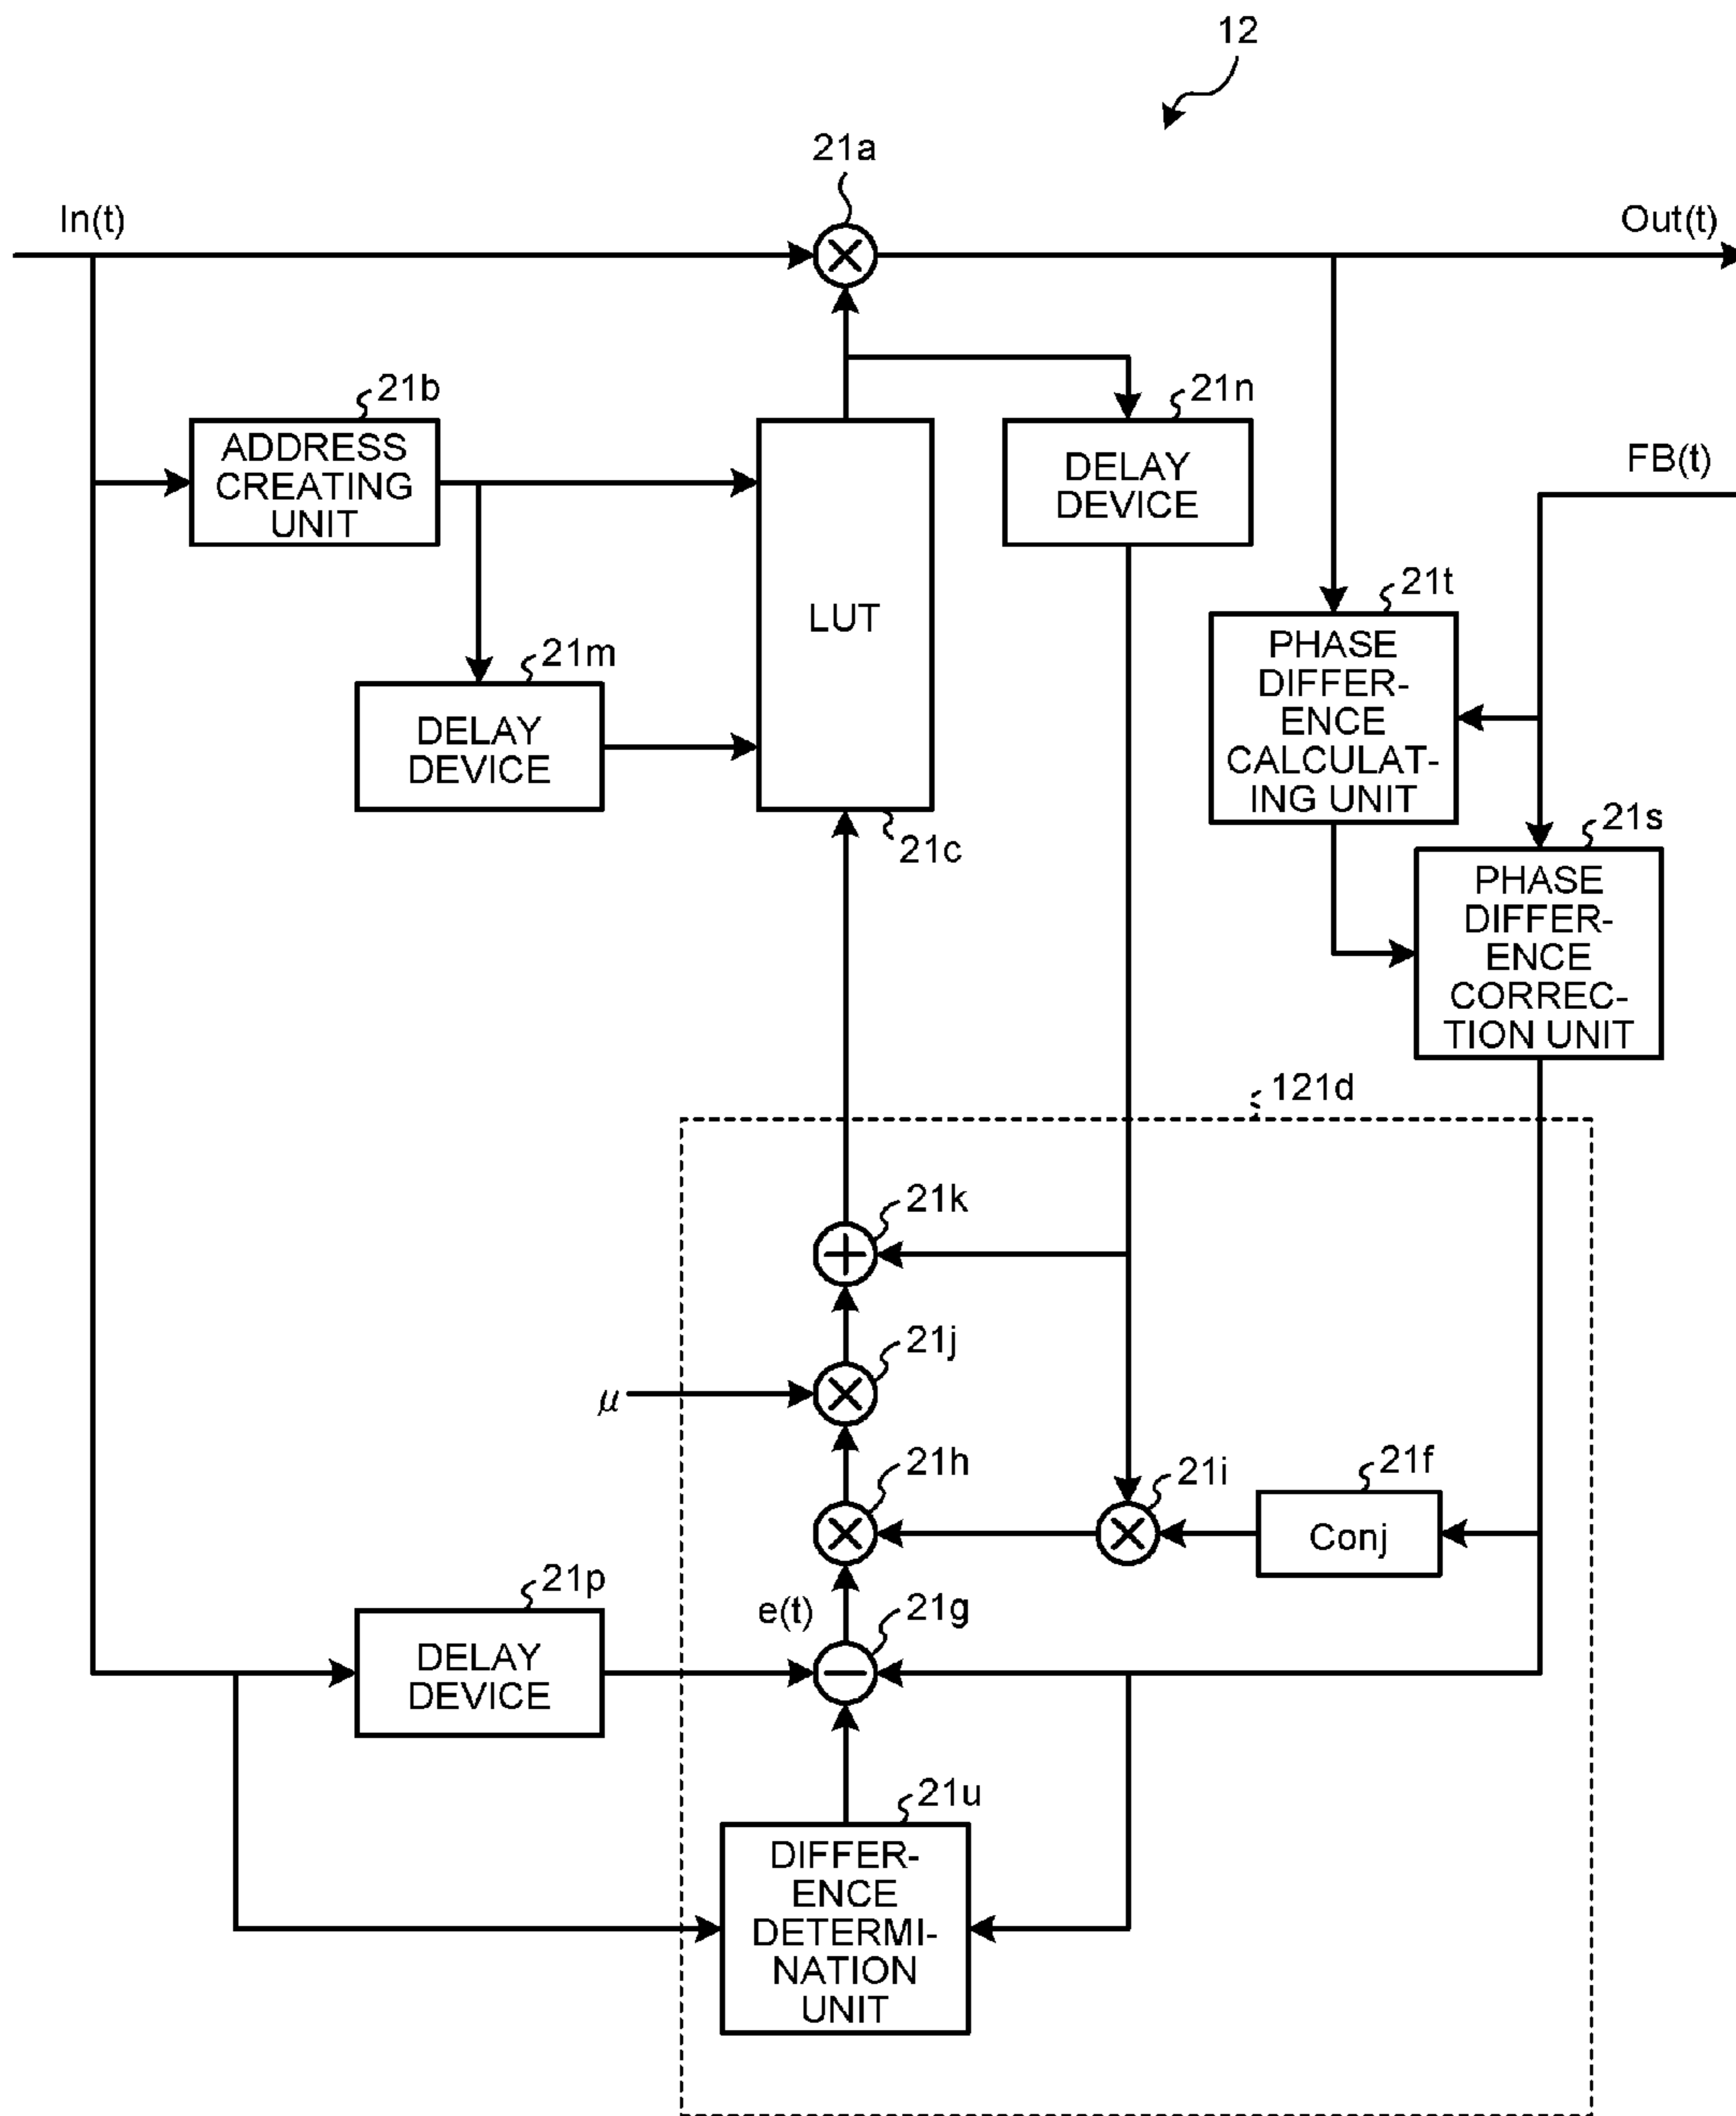 12
21a
In(t)
Out(t)
21b
21n
ADDRESS
CREATING
UNIT
DELAY
DEVICE
FB(t)
LUT
21t
21m
PHASE
DIFFER-
ENCE
CALCULAT-
ING UNIT
DELAY
DEVICE
21c
21s
PHASE
DIFFER-
ENCE
CORREC-
TION UNIT
121d
21k
21j
μ
21h
21i
21f
Conj
21p
e(t)
21g
DELAY
DEVICE
21u
DIFFER-
ENCE
DETERMI-
NATION
UNIT